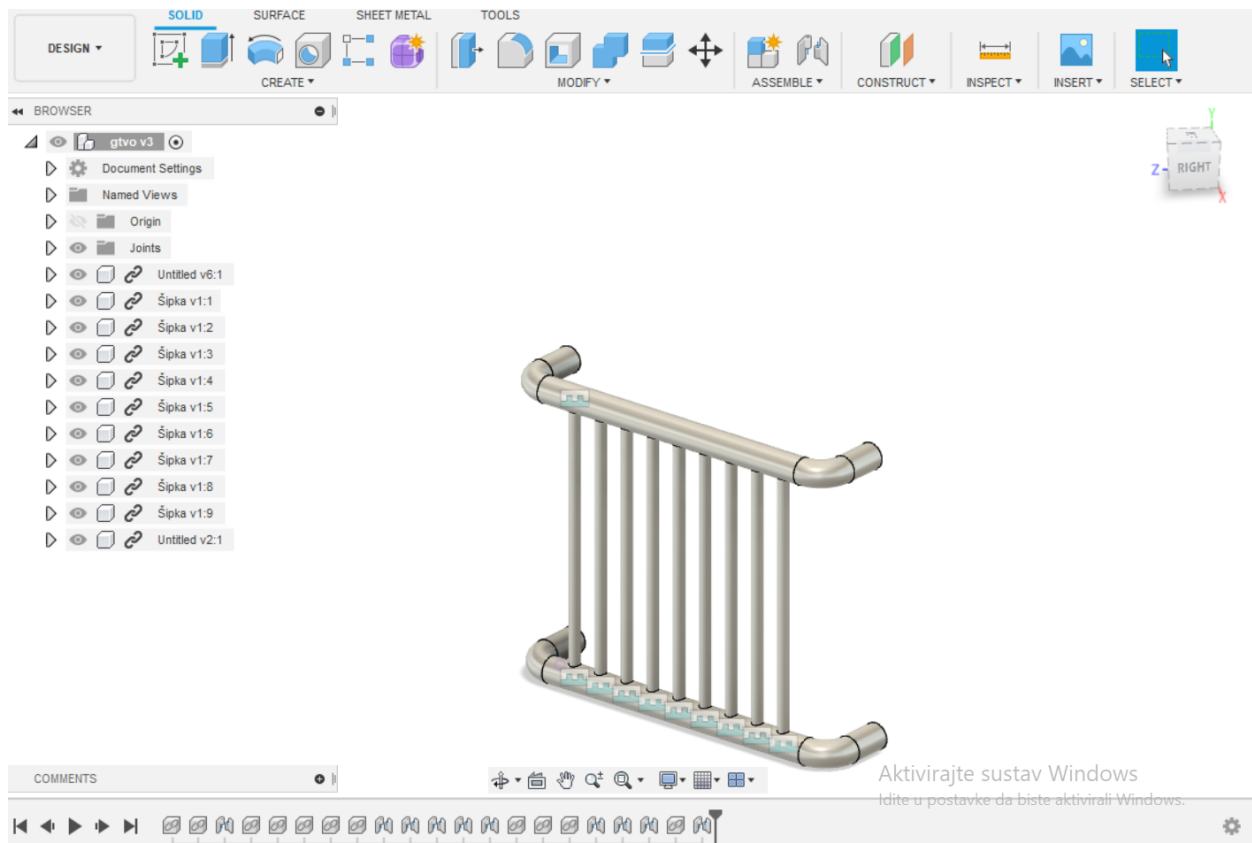 SOLID SURFACE SHEET METAL TOOLS
DESIGN
CREATE MODIFY ASSEMBLE CONSTRUCT INSPECT INSERT SELECT
BROWSER
gtvo v3
Document Settings
Named Views
Origin
Joints
Untitled v6:1
Šipka v1:1
Šipka v1:2
Šipka v1:3
Šipka v1:4
Šipka v1:5
Šipka v1:6
Šipka v1:7
Šipka v1:8
Šipka v1:9
Untitled v2:1
Y
Z
RIGHT
X
COMMENTS
Aktivirajte sustav Windows
Idite u postavke da biste aktivirali Windows.